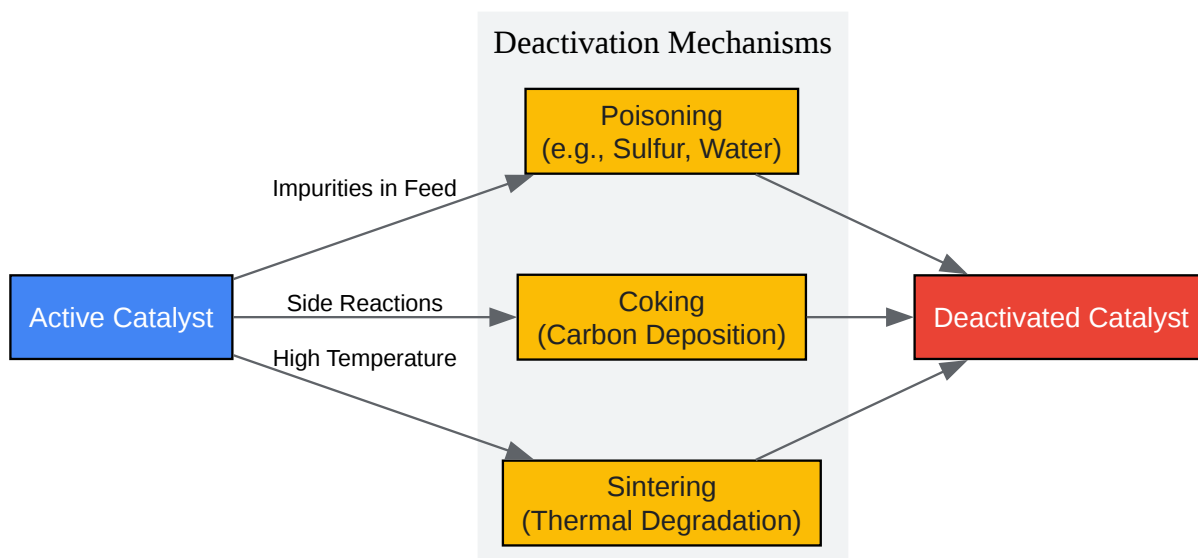 Deactivation Mechanisms
Poisoning
(e.g., Sulfur, Water)
Impurities in Feed
Active Catalyst
Side Reactions
Coking
(Carbon Deposition)
Deactivated Catalyst
High Temperature
Sintering
(Thermal Degradation)